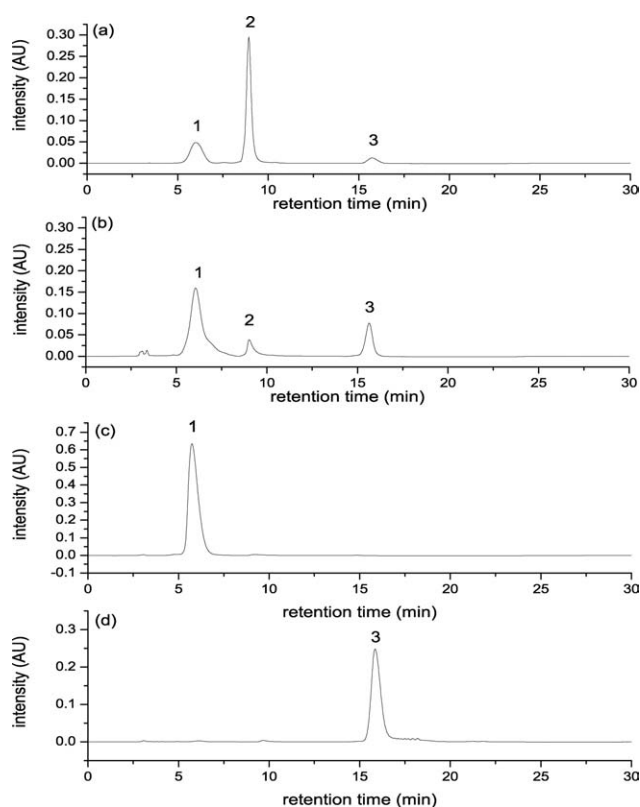 (a)
2
1
3
intensity (AU)
0.30
0.25
0.20
0.15
0.10
0.05
0.00
0 5 10 15 20 25 30
retention time (min)
(b)
1
2
3
intensity (AU)
0.30
0.25
0.20
0.15
0.10
0.05
0.00
0 5 10 15 20 25 30
retention time (min)
(c)
1
intensity (AU)
0.7
0.6
0.5
0.4
0.3
0.2
0.1
0.0
-0.1
0 5 10 15 20 25 30
retention time (min)
(d)
3
intensity (AU)
0.3
0.2
0.1
0.0
0 5 10 15 20 25 30
retention time (min)